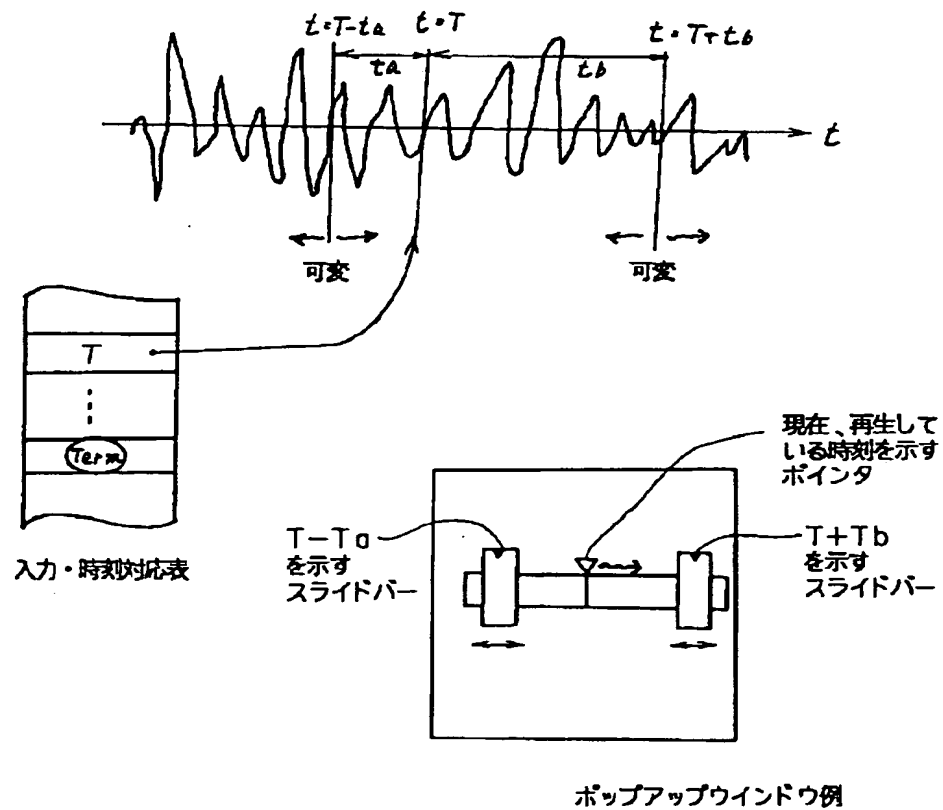 t=T-ta
t=T
t=T+tb
ta
tb
t
可変
可変
T
Term
入力・時刻対応表
現在、再生して
いる時刻を示す
ポインタ
T-Ta
を示す
スライドバー
T+Tb
を示す
スライドバー
ポップアップウインドウ例